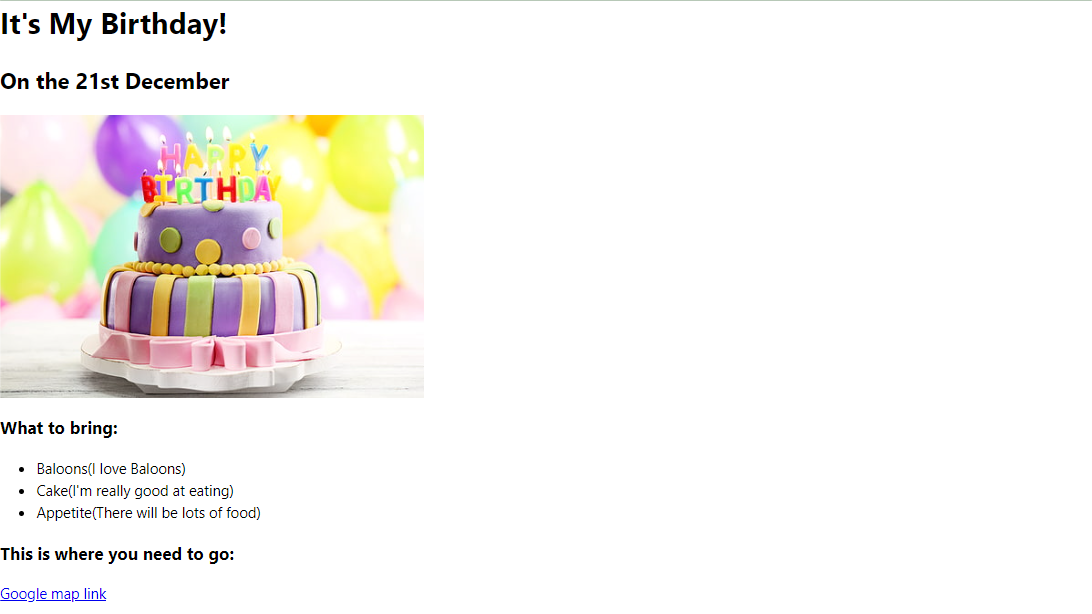 It's My Birthday!
On the 21st December
HAPPY
BIRTHDAY
What to bring:
Baloons(I love Baloons)
Cake(I'm really good at eating)
Appetite(There will be lots of food)
This is where you need to go:
Google map link